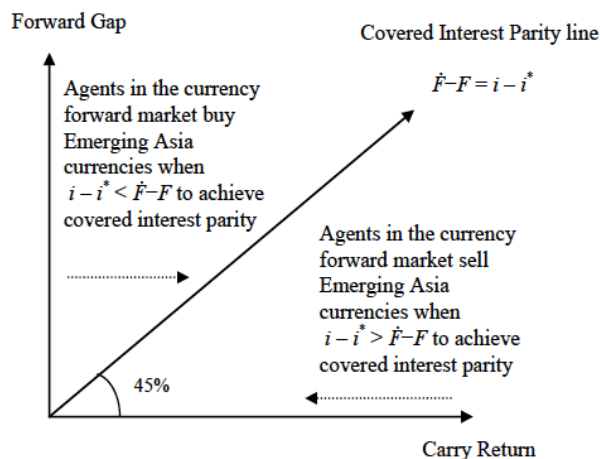 Forward Gap
Covered Interest Parity line
Ḟ–F = i – i*
Agents in the currency
forward market buy
Emerging Asia
currencies when
i – i* < Ḟ–F to achieve
covered interest parity
Agents in the currency
forward market sell
Emerging Asia
currencies when
i – i* > Ḟ–F to achieve
covered interest parity
45%
Carry Return